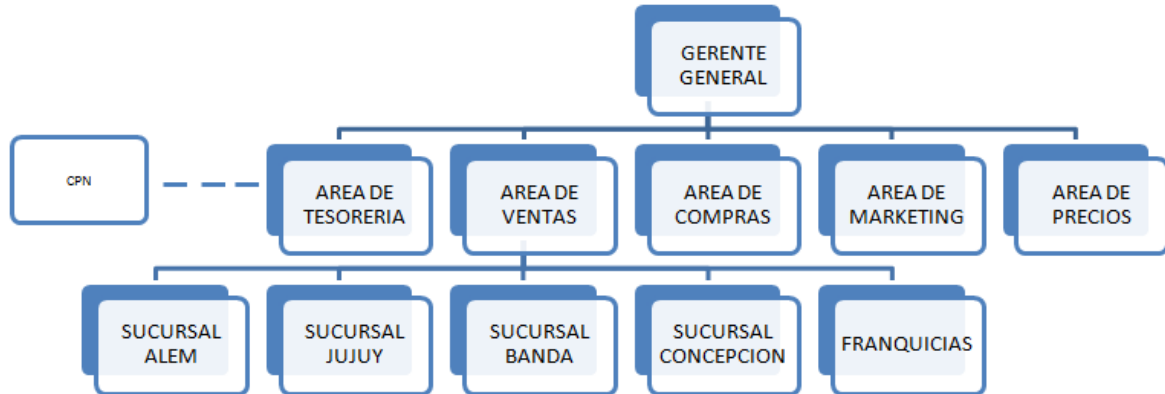 GERENTE
GENERAL
CPN
AREA DE
TESORERIA
AREA DE
VENTAS
AREA DE
COMPRAS
AREA DE
MARKETING
AREA DE
PRECIOS
SUCURSAL
ALEM
SUCURSAL
JUJUY
SUCURSAL
BANDA
SUCURSAL
CONCEPCION
FRANQUICIAS